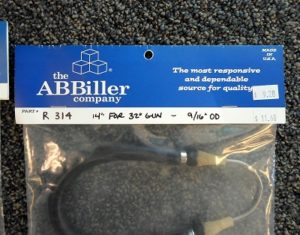 MADE IN
U.S.A.
the
ABBiller®
company
The most responsive
and dependable
source for quality
PART#
R 314 14" FOR 32" GUN - 9/16" OD